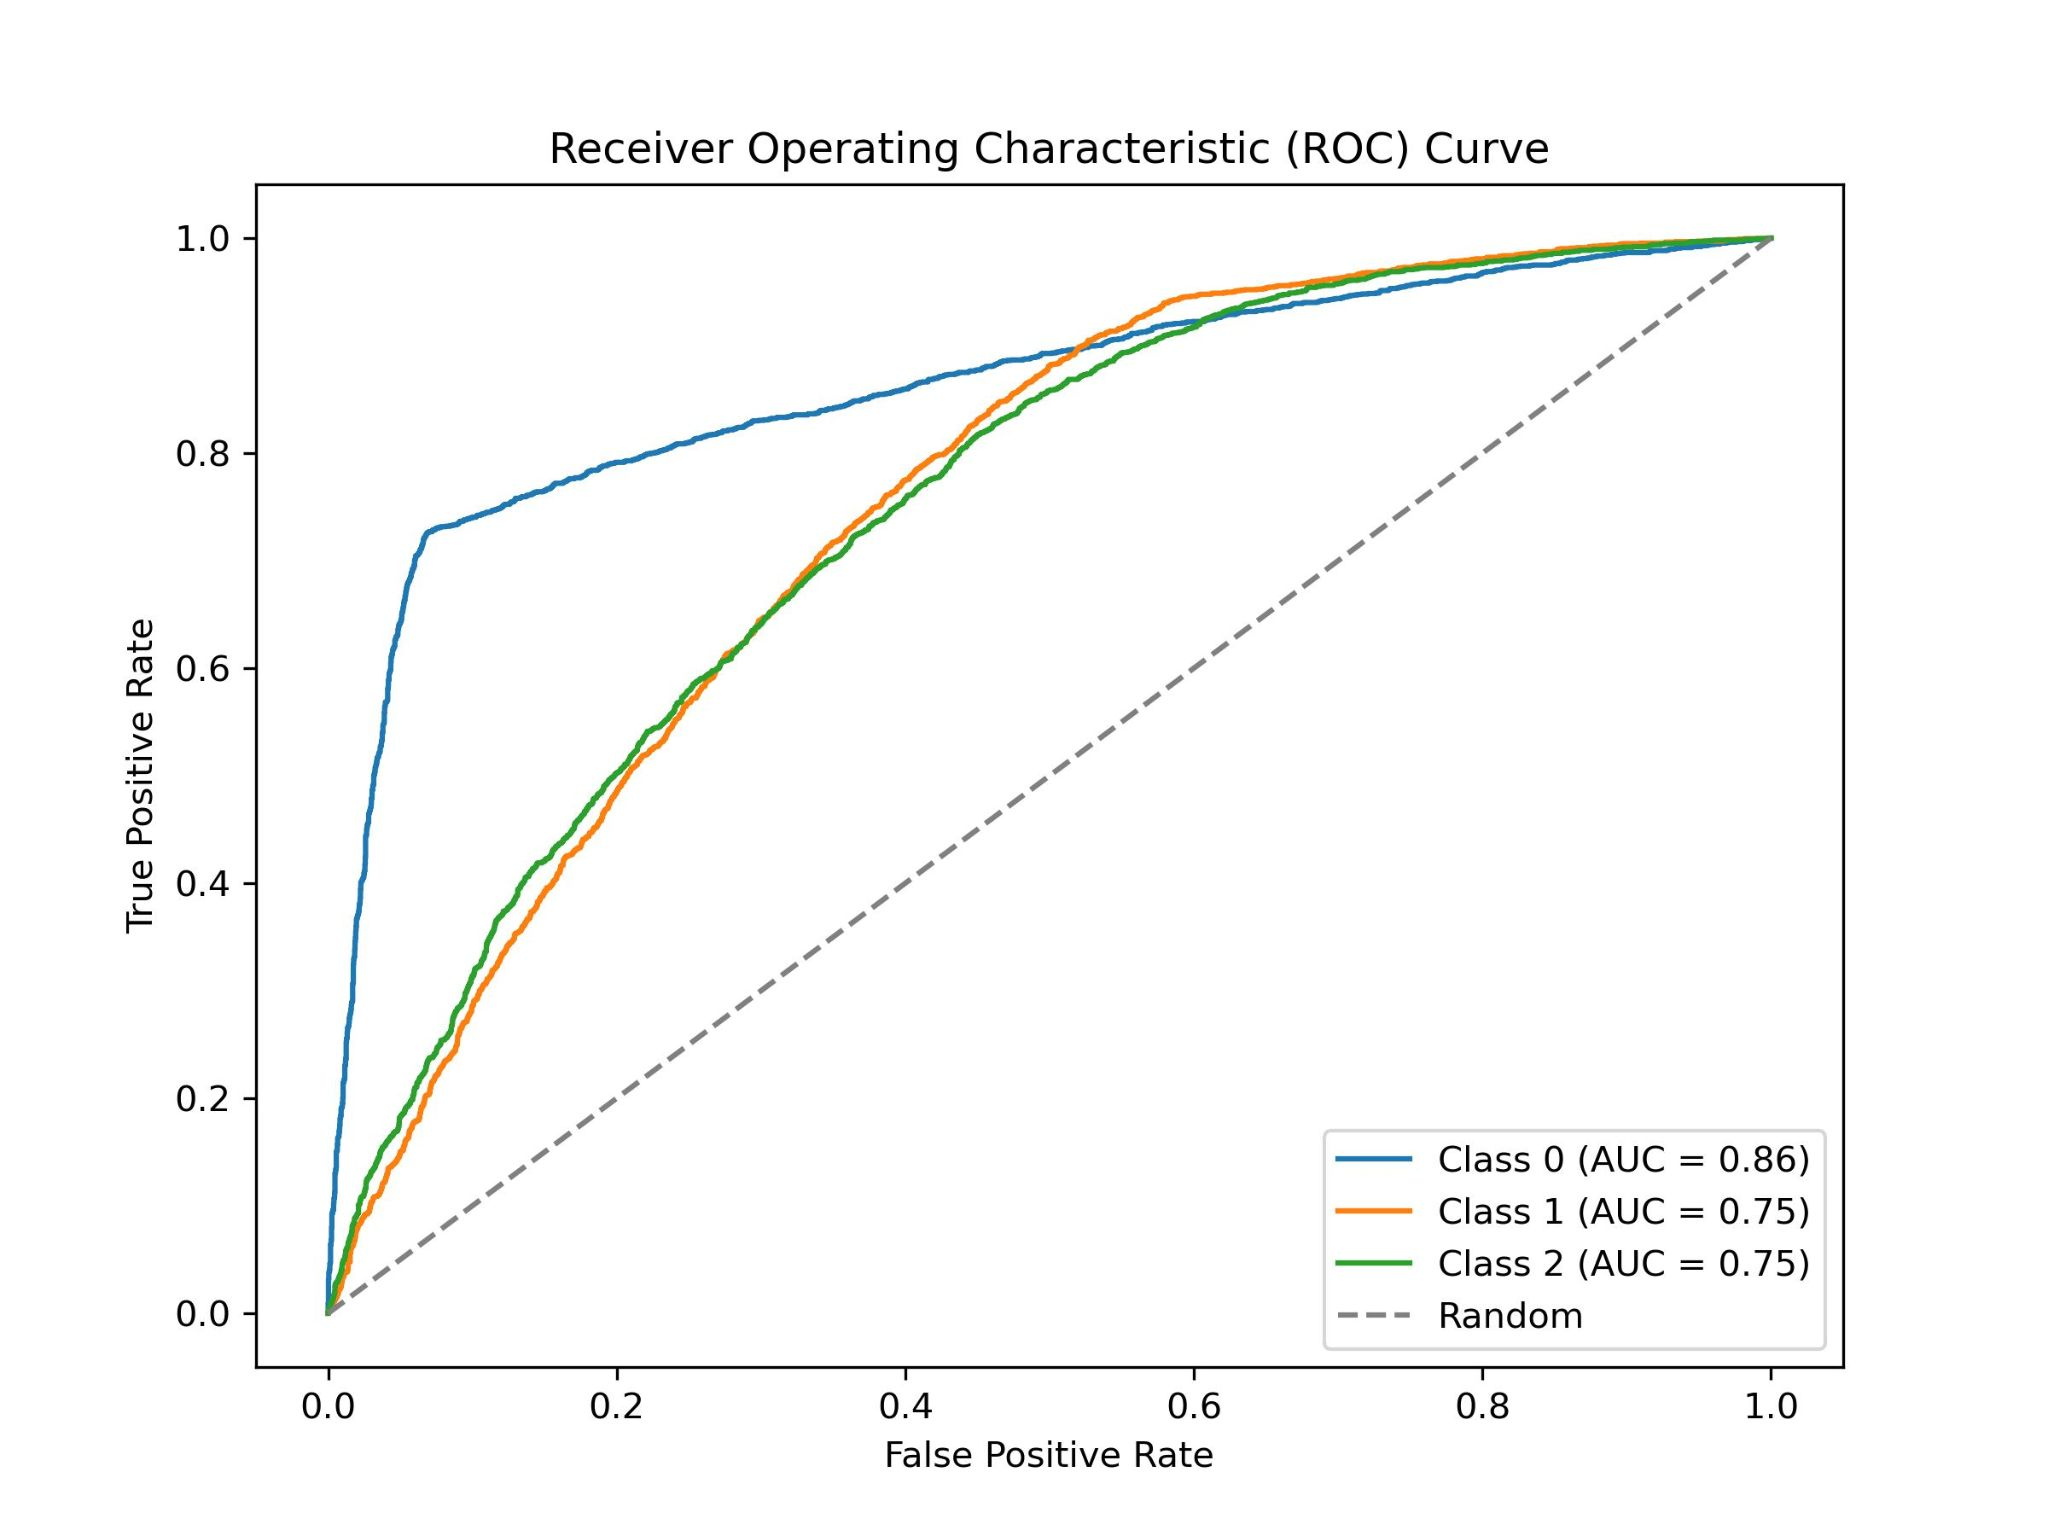 Receiver Operating Characteristic (ROC) Curve
True Positive Rate
1.0
0.8
0.6
0.4
0.2
0.0
Class 0 (AUC = 0.86)
Class 1 (AUC = 0.75)
Class 2 (AUC = 0.75)
Random
0.0 0.2 0.4 0.6 0.8 1.0
False Positive Rate